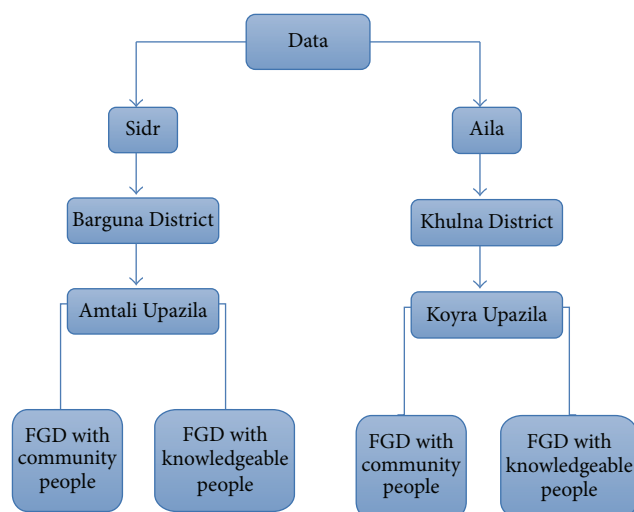 Data
Sidr
Aila
Barguna District
Khulna District
Amtali Upazila
Koyra Upazila
FGD with
community
people
FGD with
knowledgeable
people
FGD with
community
people
FGD with
knowledgeable
people